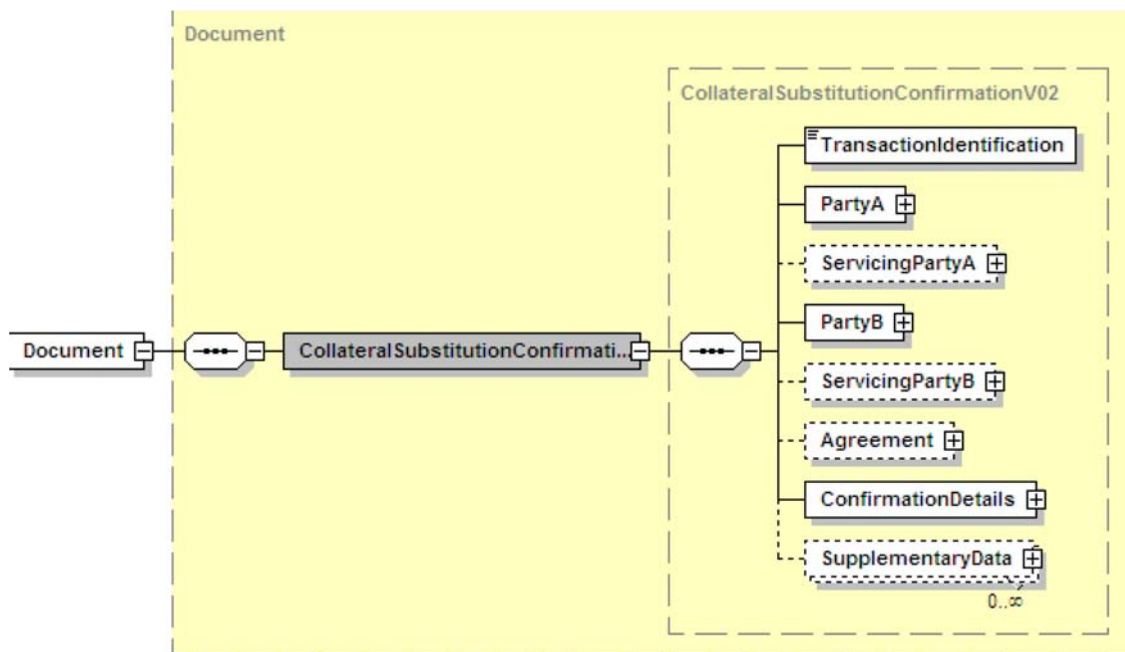 Document
CollateralSubstitutionConfirmationV02
TransactionIdentification
PartyA
ServicingPartyA
PartyB
Document
CollateralSubstitutionConfirmati...
ServicingPartyB
Agreement
ConfirmationDetails
SupplementaryData
0..∞